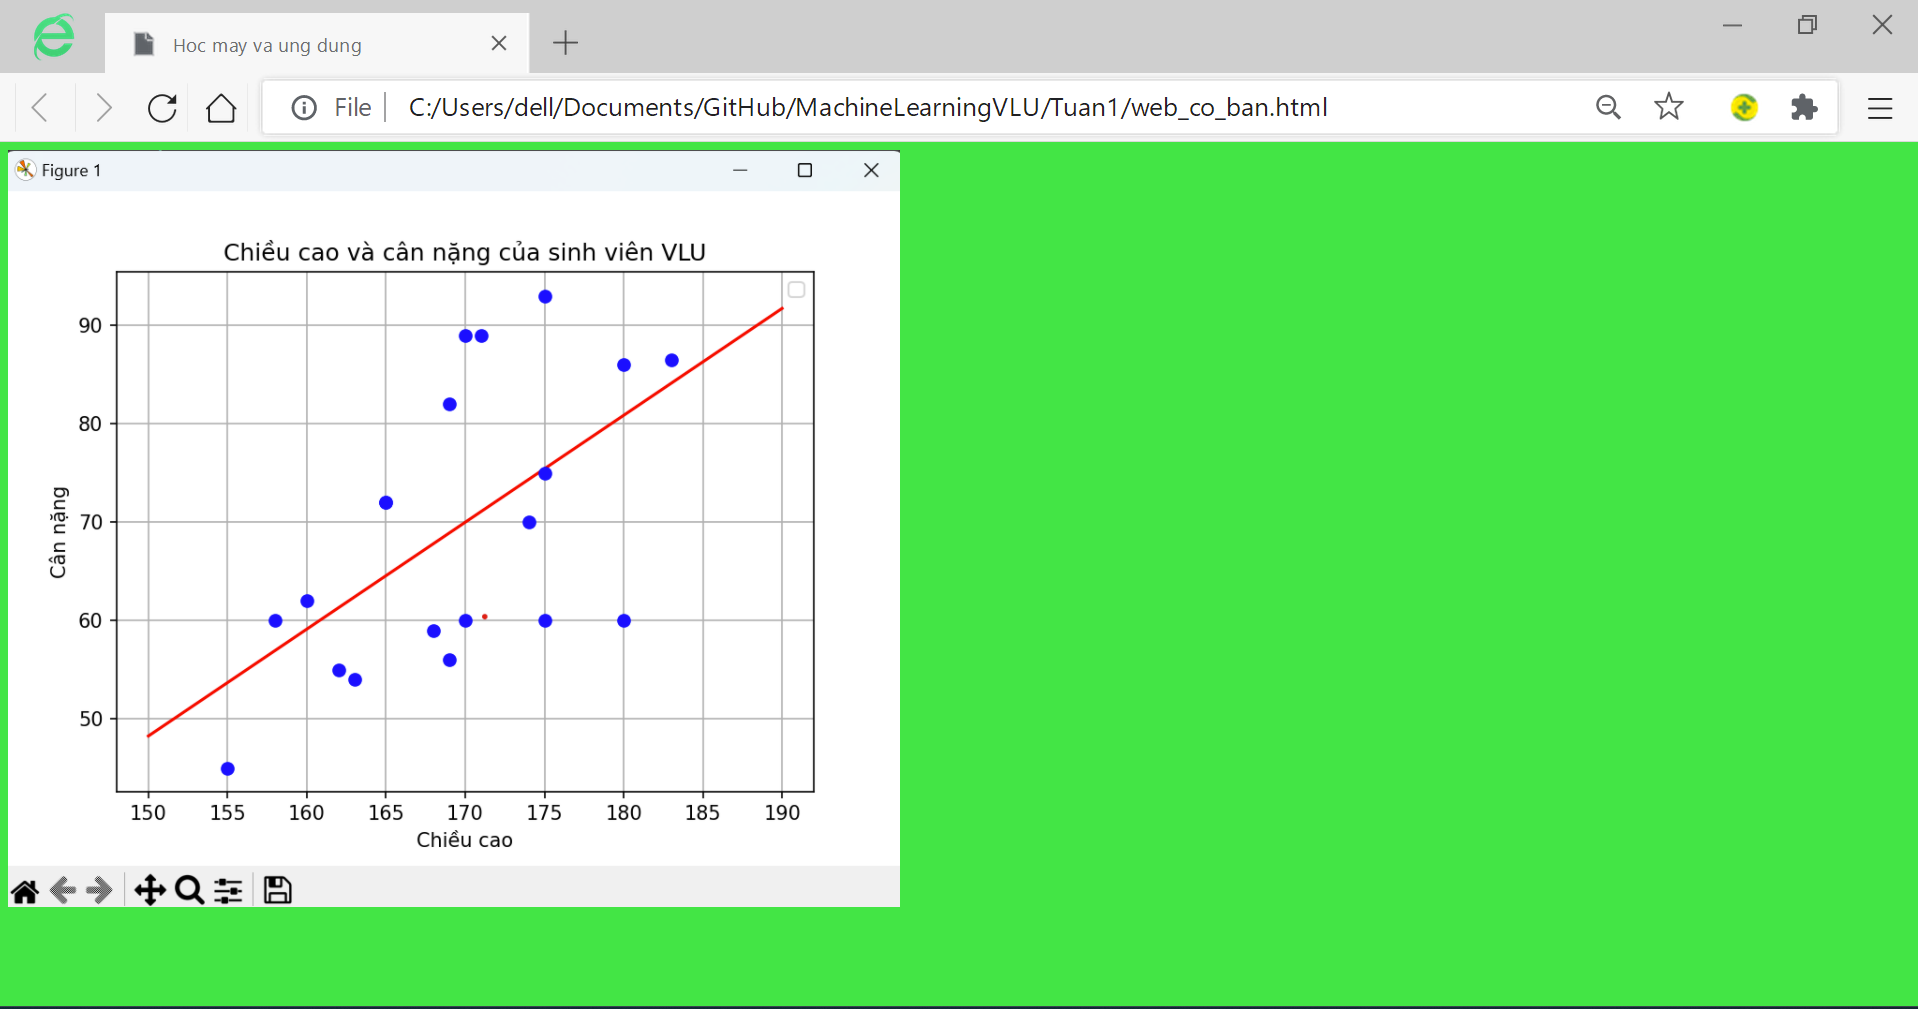 Hoc may va ung dung
File C:/Users/dell/Documents/GitHub/MachineLearningVLU/Tuan1/web_co_ban.html
Figure 1
Chiều cao và cân nặng của sinh viên VLU
90
80
70
60
50
Cân nặng
150 155 160 165 170 175 180 185 190
Chiều cao